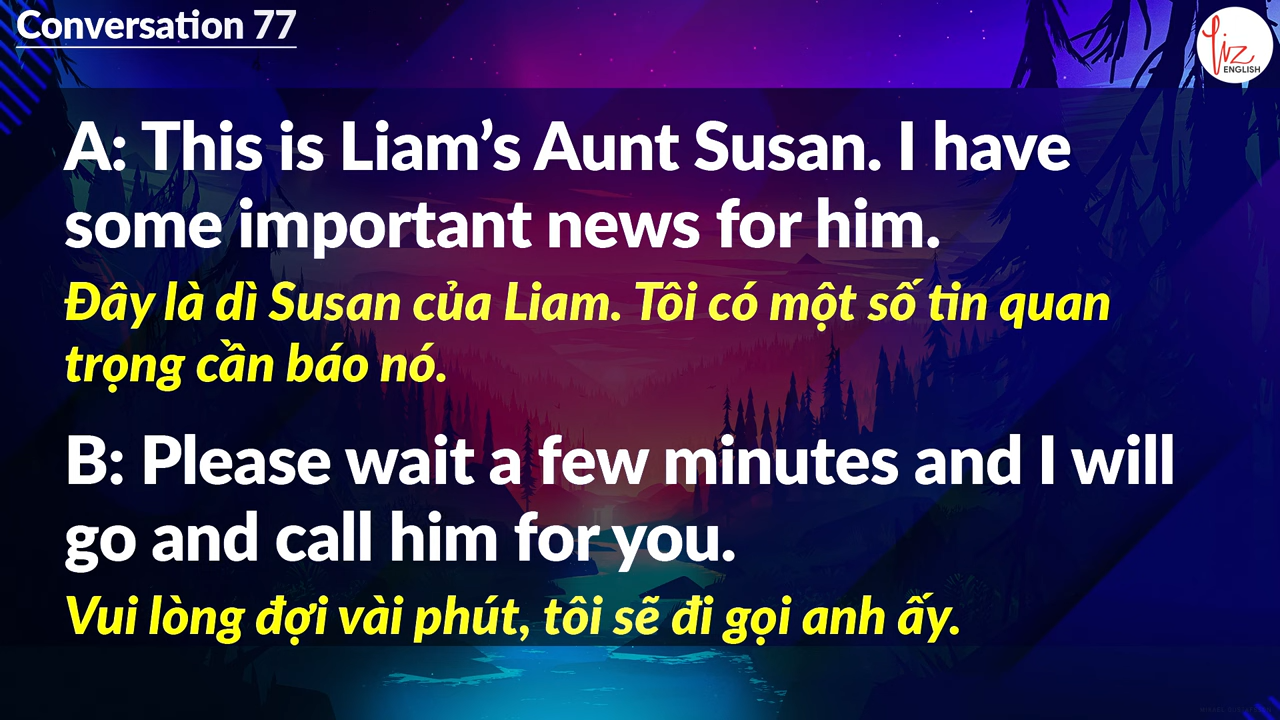 Conversation 77
Liz
ENGLISH
A: This is Liam’s Aunt Susan. I have
some important news for him.
Đây là dì Susan của Liam. Tôi có một số tin quan
trọng cần báo nó.
B: Please wait a few minutes and I will
go and call him for you.
Vui lòng đợi vài phút, tôi sẽ đi gọi anh ấy.